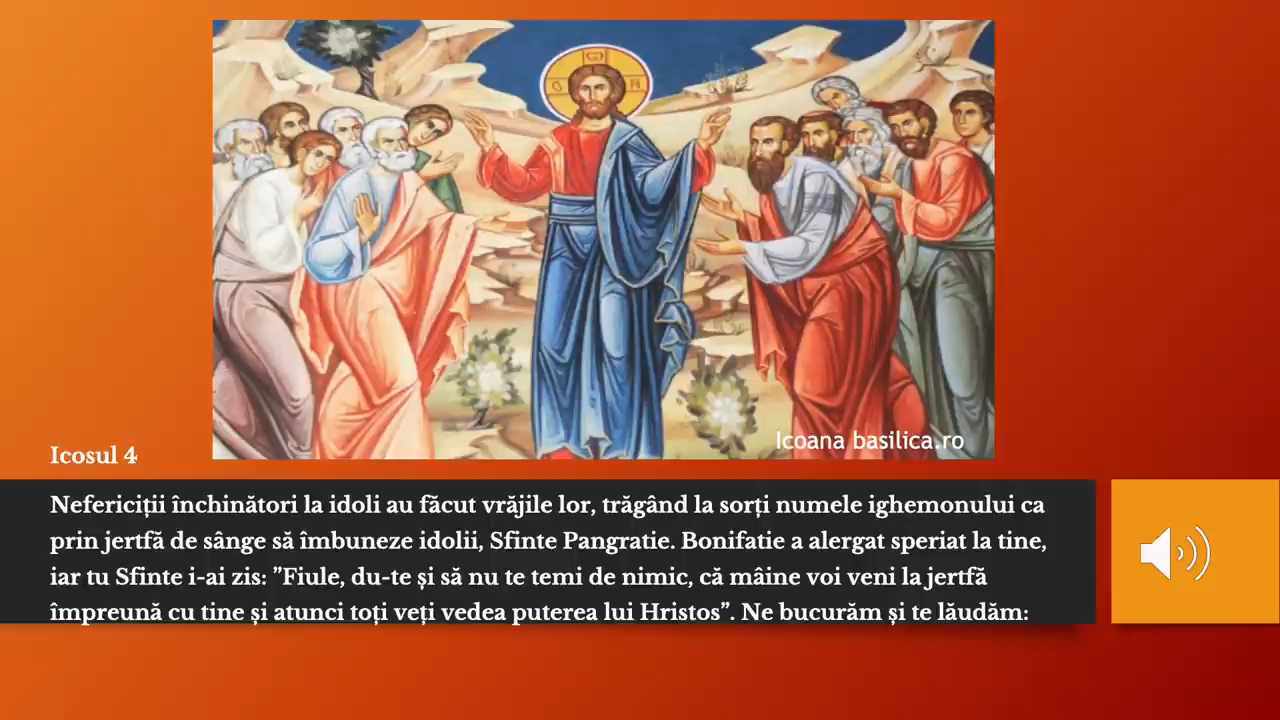 Icoana basilica.ro
Icosul 4
Nefericiții închinători la idoli au făcut vrăjile lor, trăgând la sorți numele ighemonului ca
prin jertfă de sânge să îmbuneze idolii, Sfinte Pangratie. Bonifatie a alergat speriat la tine,
iar tu Sfinte i-ai zis: ”Fiule, du-te și să nu te temi de nimic, că mâine voi veni la jertfă
împreună cu tine și atunci toți veți vedea puterea lui Hristos”. Ne bucurăm și te lăudăm: